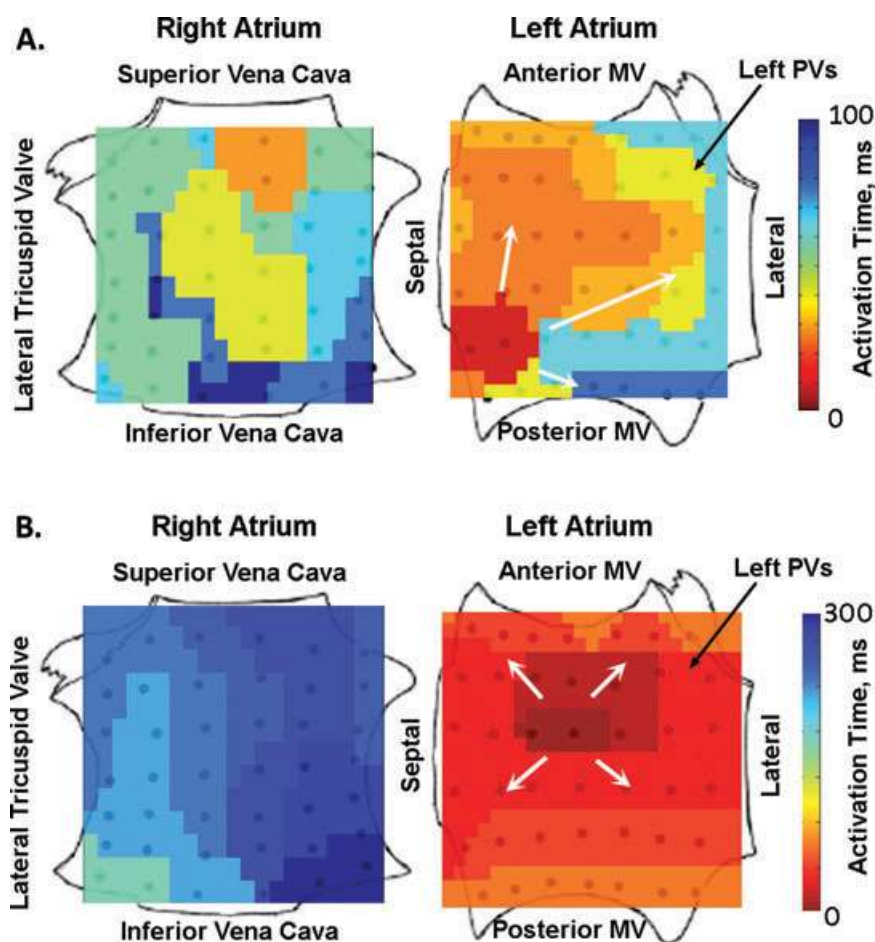 A.
Right Atrium
Left Atrium
Superior Vena Cava
Anterior MV
Left PVs
100
Lateral Tricuspid Valve
Septal
Lateral
Activation Time, ms
0
Inferior Vena Cava
Posterior MV
B.
Right Atrium
Left Atrium
Superior Vena Cava
Anterior MV
Left PVs
300
Lateral Tricuspid Valve
Septal
Lateral
Activation Time, ms
0
Inferior Vena Cava
Posterior MV